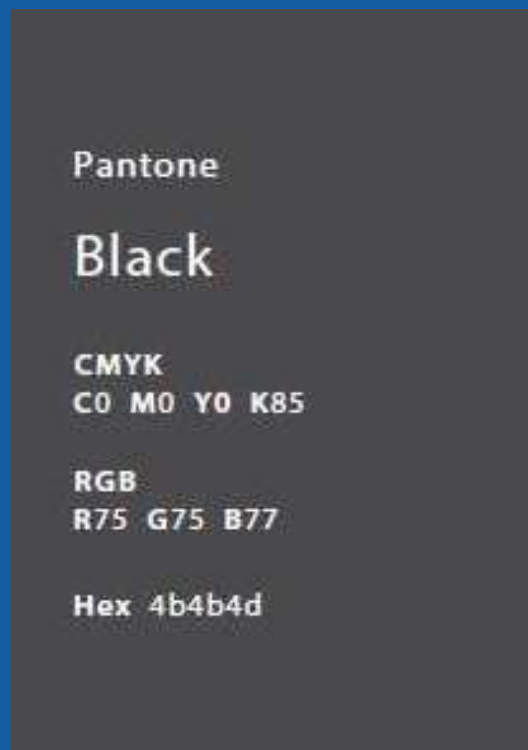 Pantone
Black
CMYK
C0 M0 Y0 K85
RGB
R75 G75 B77
Hex 4b4b4d